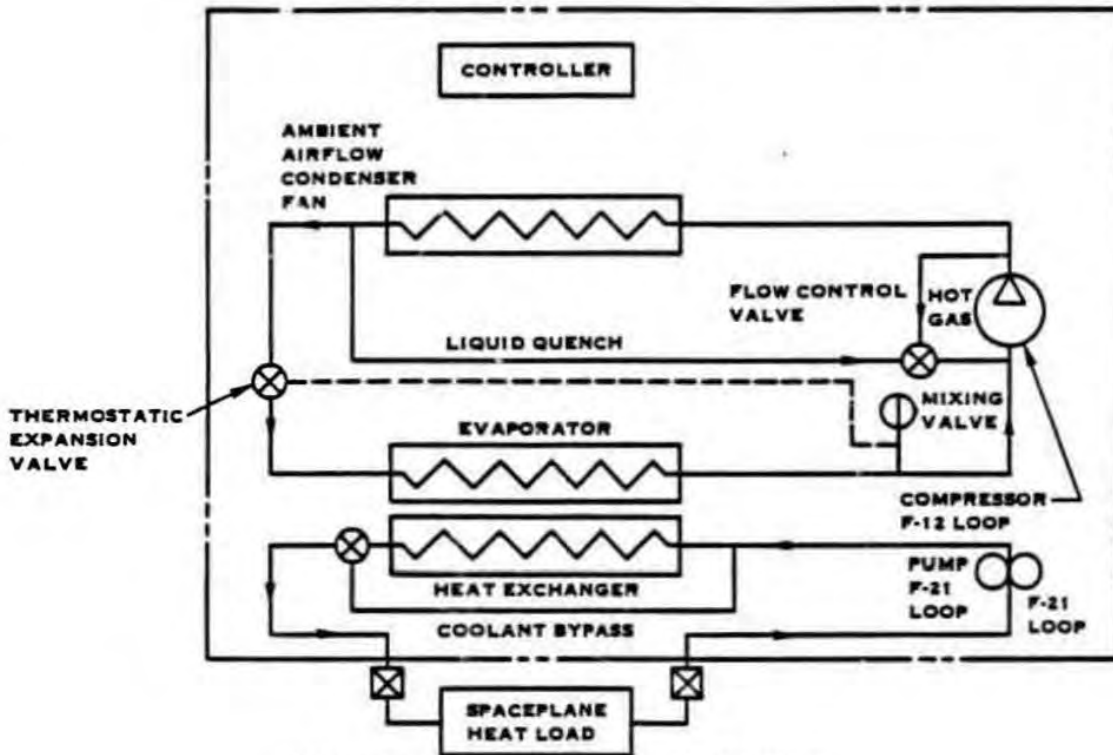 CONTROLLER
AMBIENT
AIRFLOW
CONDENSER
FAN
FLOW CONTROL
VALVE
HOT
GAS
LIQUID QUENCH
THERMOSTATIC
EXPANSION
VALVE
MIXING
VALVE
EVAPORATOR
COMPRESSOR
F-12 LOOP
HEAT EXCHANGER
PUMP
F-21
LOOP
F-21
LOOP
COOLANT BYPASS
SPACEPLANE
HEAT LOAD